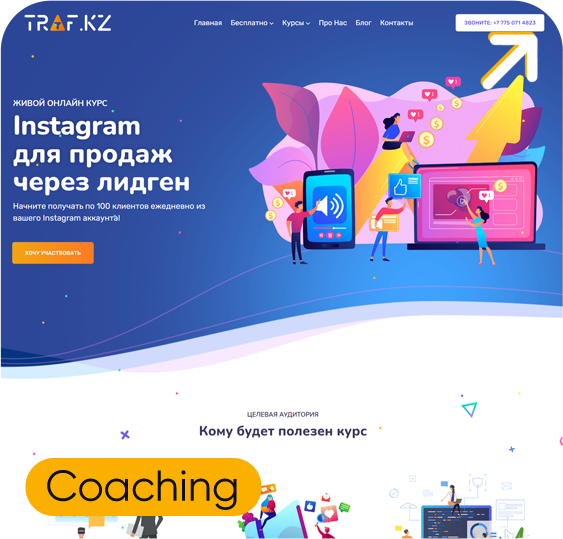 TRAF.KZ
Главная Бесплатно Курсы Про Нас Блог Контакты
ЗВОНИТЕ: +7 775 071 4823
ЖИВОЙ ОНЛАЙН КУРС
Instagram
для продаж
через лидген
Начните получать по 100 клиентов ежедневно из
вашего Instagram аккаунта!
ХОЧУ УЧАСТВОВАТЬ
ЦЕЛЕВАЯ АУДИТОРИЯ
Кому будет полезен курс
Coaching